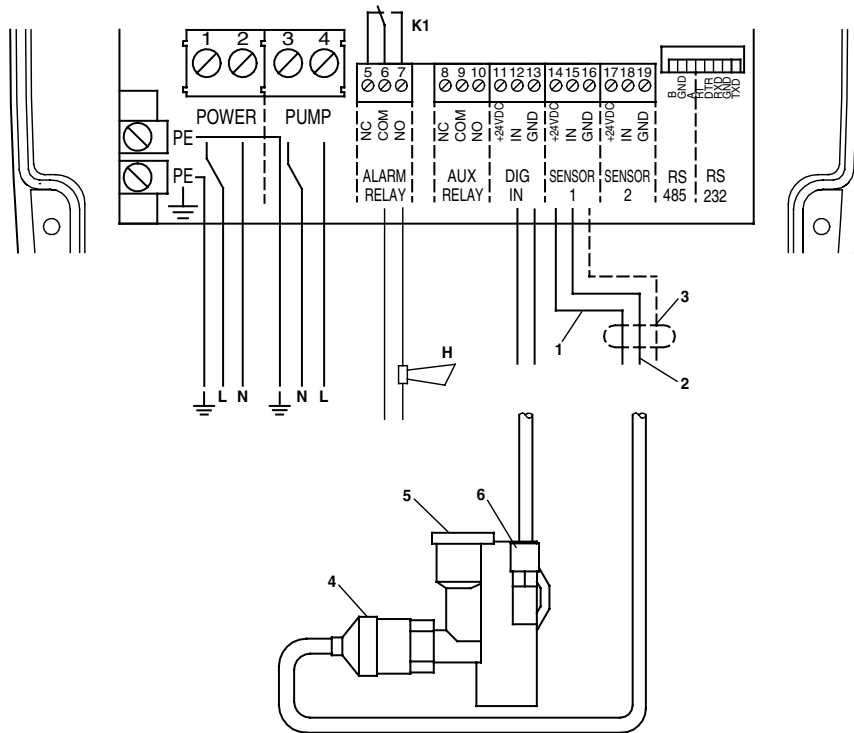 K1
1 2 3 4
5 6 7 8 9 10 11 12 13 14 15 16 17 18 19
POWER PUMP
NC COM NO NC COM NO +24VDC IN GND +24VDC IN GND +24VDC IN GND
B GND A RI DTR RXD GND TXD
PE
PE
ALARM RELAY
AUX RELAY
DIG IN
SENSOR 1
SENSOR 2
RS 485
RS 232
3
1
H
2
L N N L
5 6
4